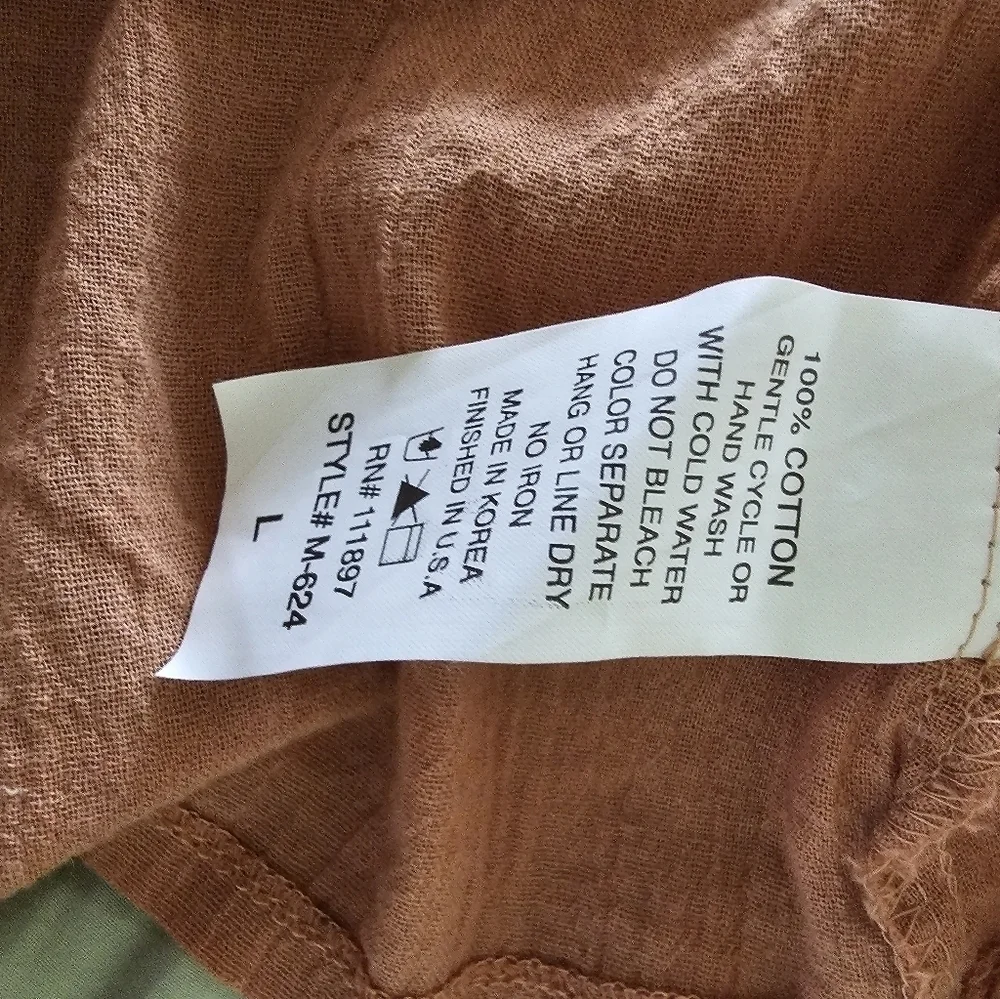 100% COTTON
GENTLE CYCLE OR
HAND WASH
WITH COLD WATER
DO NOT BLEACH
COLOR SEPARATE
HANG OR LINE DRY
NO IRON
MADE IN KOREA
FINISHED IN U.S.A
RN# 111897
STYLE# M-624
L